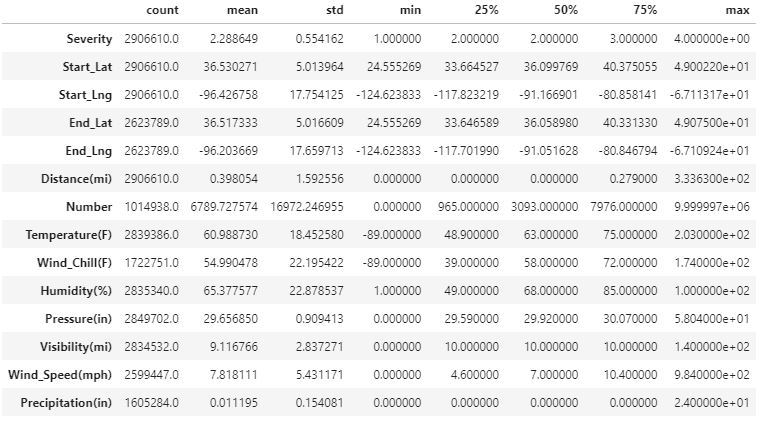 count mean std min 25% 50% 75% max
Severity 2906610.0 2.288649 0.554162 1.000000 2.000000 2.000000 3.000000 4.000000e+00
Start_Lat 2906610.0 36.530271 5.013964 24.555269 33.664527 36.099769 40.375055 4.900220e+01
Start_Lng 2906610.0 -96.426758 17.754125 -124.623833 -117.823219 -91.166901 -80.858141 -6.711317e+01
End_Lat 2623789.0 36.517333 5.016609 24.555269 33.646589 36.058980 40.331330 4.907500e+01
End_Lng 2623789.0 -96.203669 17.659713 -124.623833 -117.701990 -91.051628 -80.846794 -6.710924e+01
Distance(mi) 2906610.0 0.398054 1.592556 0.000000 0.000000 0.000000 0.279000 3.336300e+02
Number 1014938.0 6789.727574 16972.246955 0.000000 965.000000 3093.000000 7976.000000 9.999997e+06
Temperature(F) 2839386.0 60.988730 18.452580 -89.000000 48.900000 63.000000 75.000000 2.030000e+02
Wind_Chill(F) 1722751.0 54.990478 22.195422 -89.000000 39.000000 58.000000 72.000000 1.740000e+02
Humidity(%) 2835340.0 65.377577 22.878537 1.000000 49.000000 68.000000 85.000000 1.000000e+02
Pressure(in) 2849702.0 29.656850 0.909413 0.000000 29.590000 29.920000 30.070000 5.804000e+01
Visibility(mi) 2834532.0 9.116766 2.837271 0.000000 10.000000 10.000000 10.000000 1.400000e+02
Wind_Speed(mph) 2599447.0 7.818111 5.431171 0.000000 4.600000 7.000000 10.400000 9.840000e+02
Precipitation(in) 1605284.0 0.011195 0.154081 0.000000 0.000000 0.000000 0.000000 2.400000e+01